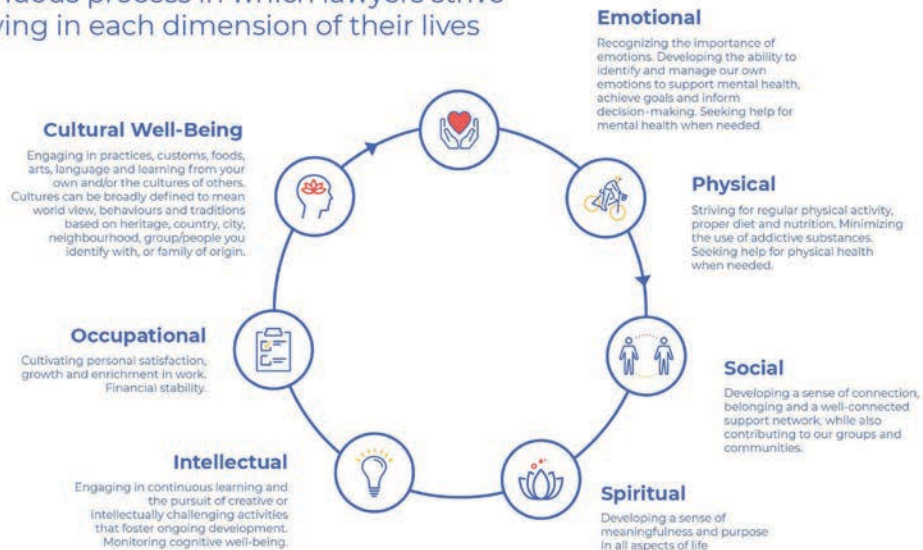 process in which lawyers strive
in each dimension of their lives
Emotional
Recognizing the importance of
emotions. Developing the ability to
identify and manage our own
emotions to support mental health,
achieve goals and inform
decision-making. Seeking help for
mental health when needed.
Physical
Striving for regular physical activity,
proper diet and nutrition. Minimizing
the use of addictive substances.
Seeking help for physical health
when needed.
Social
Developing a sense of connection,
belonging and a well-connected
support network, while also
contributing to our groups and
communities.
Spiritual
Developing a sense of
meaningfulness and purpose
in all aspects of life
Intellectual
Engaging in continuous learning and
the pursuit of creative or
intellectually challenging activities
that foster ongoing development.
Monitoring cognitive well-being.
Occupational
Cultivating personal satisfaction,
growth and enrichment in work.
Financial stability.
Cultural Well-Being
Engaging in practices, customs, foods,
arts, language and learning from your
own and/or the cultures of others.
Cultures can be broadly defined to mean
world view, behaviours and traditions
based on heritage, country, city,
neighbourhood, group/people you
identify with, or family of origin.